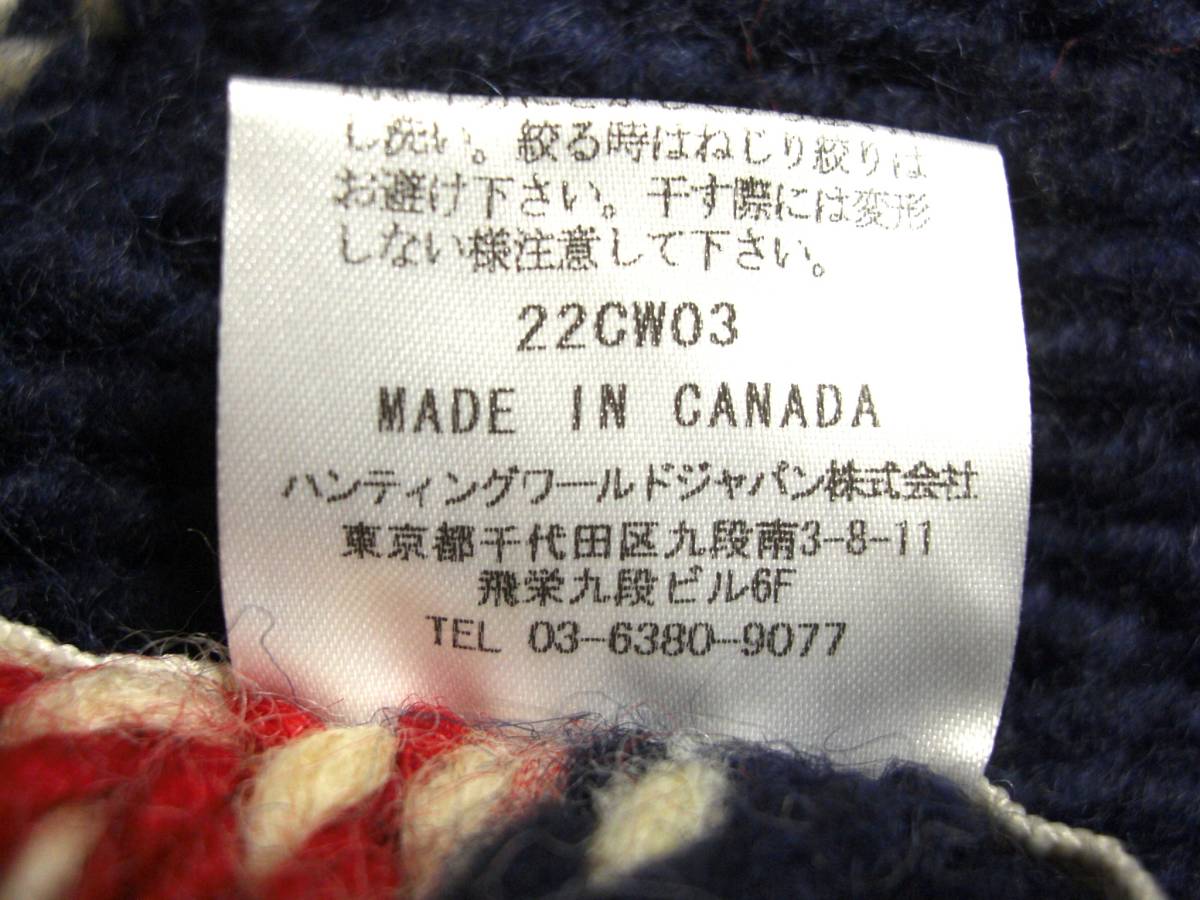 し洗い。絞る時はねじり絞りは
お避け下さい。干す際には変形
しない様注意して下さい。
22CW03
MADE IN CANADA
ハンティングワールドジャパン株式会社
東京都千代田区九段南3-8-11
飛栄九段ビル6F
TEL 03-6380-9077